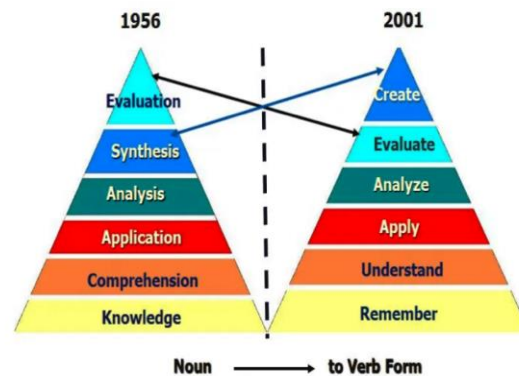 1956
2001
Evaluation
Synthesis
Analysis
Application
Comprehension
Knowledge
Create
Evaluate
Analyze
Apply
Understand
Remember
Noun to Verb Form